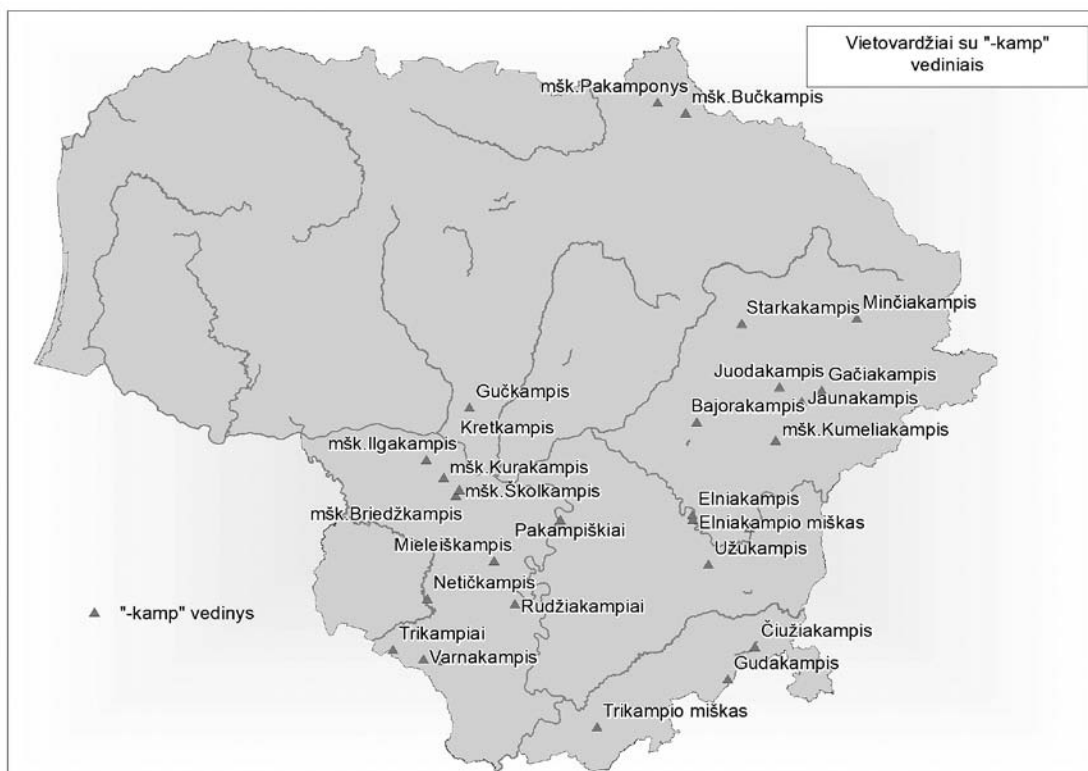 Vietovardžiai su "-kamp"
vediniais
mšk.Pakamponys
mšk.Bučkampis
Starkakampis
Minčiakampis
Juodakampis
Gačiakampis
Jaunakampis
Bajorakampis
mšk.Kumeliakampis
Gučkampis
Kretkampis
mšk.Ilgakampis
mšk.Kurakampis
mšk.Školkampis
mšk.Briedžkampis
Elniakampis
Elniakampio miškas
Pakampiškiai
Mieleiškampis
Užukampis
Netičkampis
Rudžiakampiai
"-kamp" vedinys
Trikampiai
Varnakampis
Čiužiakampis
Gudakampis
Trikampio miškas